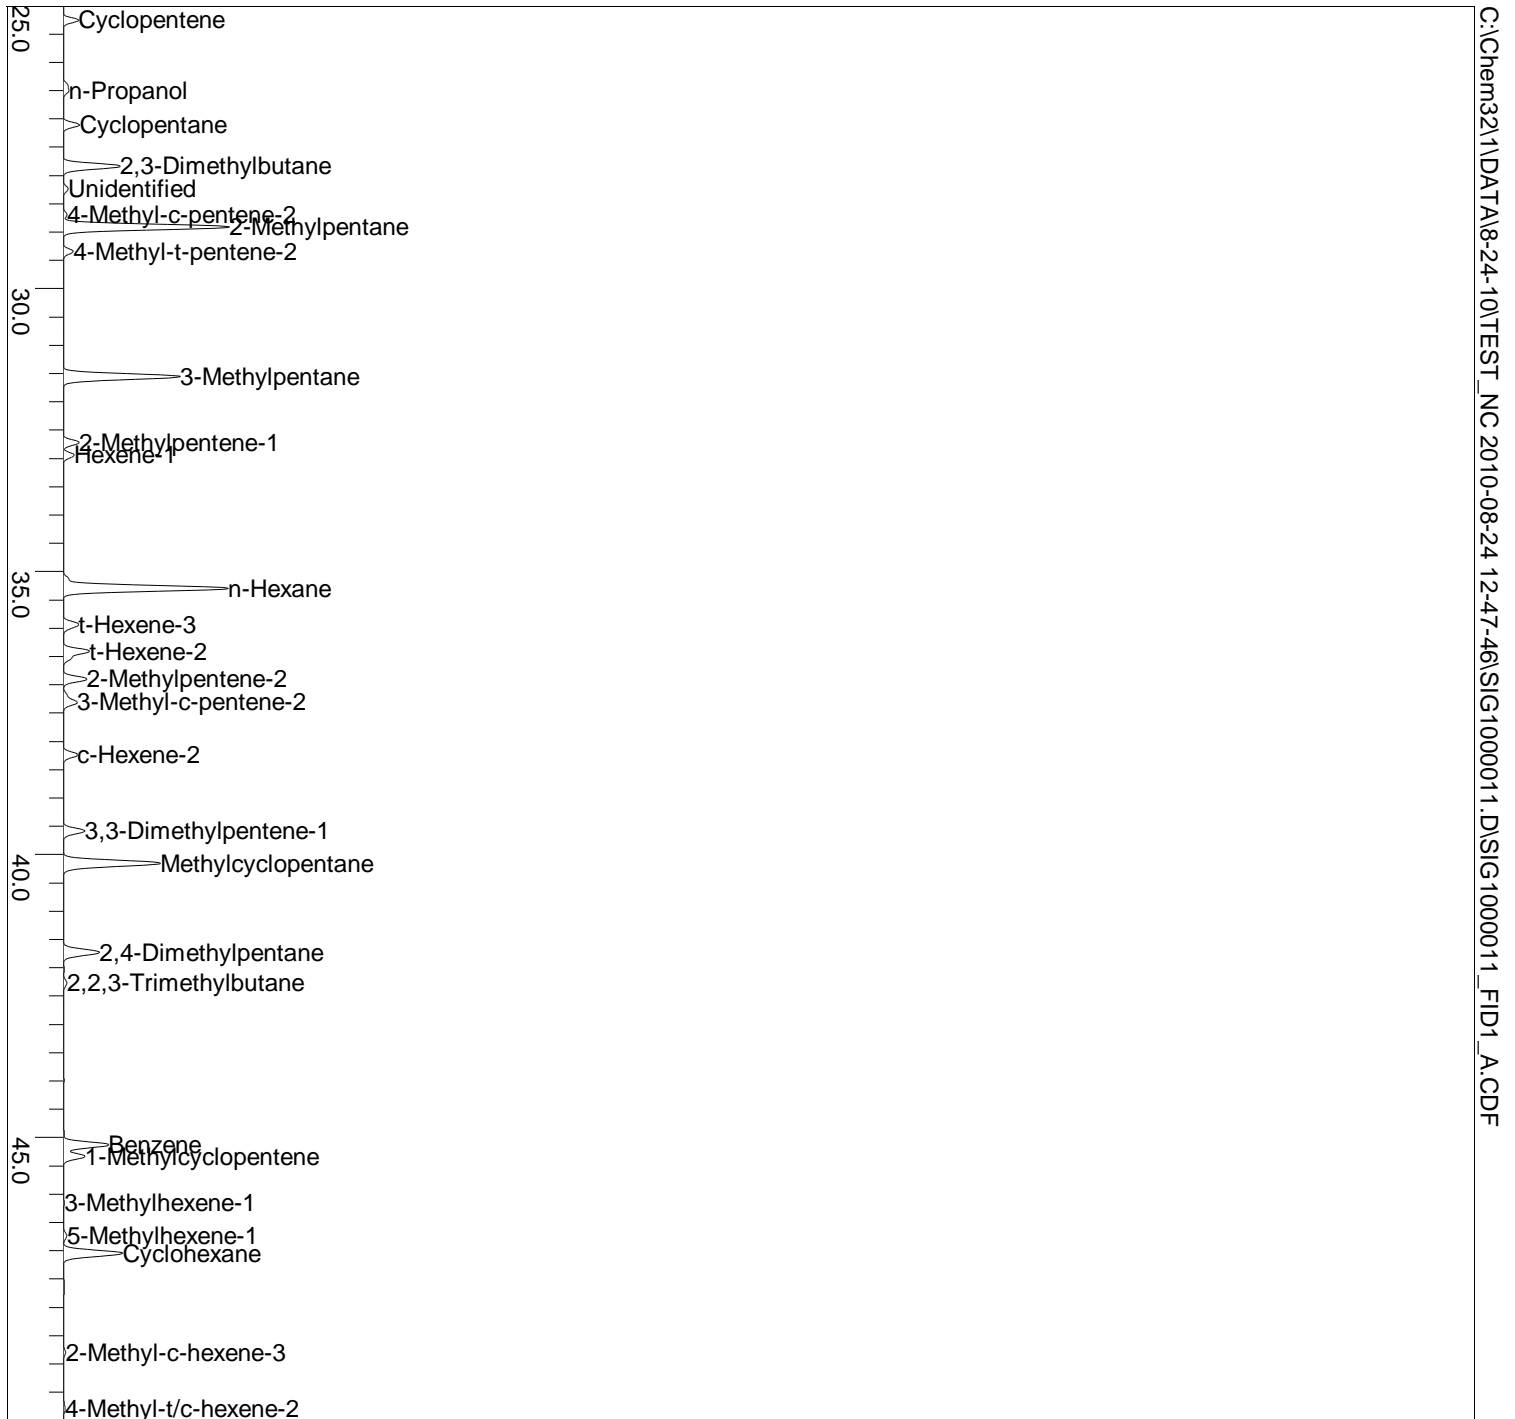 C:\Chem32\1\DATA\8-24-10\TEST_NC 2010-08-24 12-47-46\SIG1000011.D\SIG1000011_FID1_A.CDF
25.0
Cyclopentene
n-Propanol
Cyclopentane
2,3-Dimethylbutane
Unidentified
4-Methyl-c-pentene-2
2-Methylpentane
4-Methyl-t-pentene-2
30.0
3-Methylpentane
2-Methylpentene-1
Hexene-1
35.0
n-Hexane
t-Hexene-3
t-Hexene-2
2-Methylpentene-2
3-Methyl-c-pentene-2
c-Hexene-2
3,3-Dimethylpentene-1
40.0
Methylcyclopentane
2,4-Dimethylpentane
2,2,3-Trimethylbutane
45.0
Benzene
1-Methylcyclopentene
3-Methylhexene-1
5-Methylhexene-1
Cyclohexane
2-Methyl-c-hexene-3
4-Methyl-t/c-hexene-2